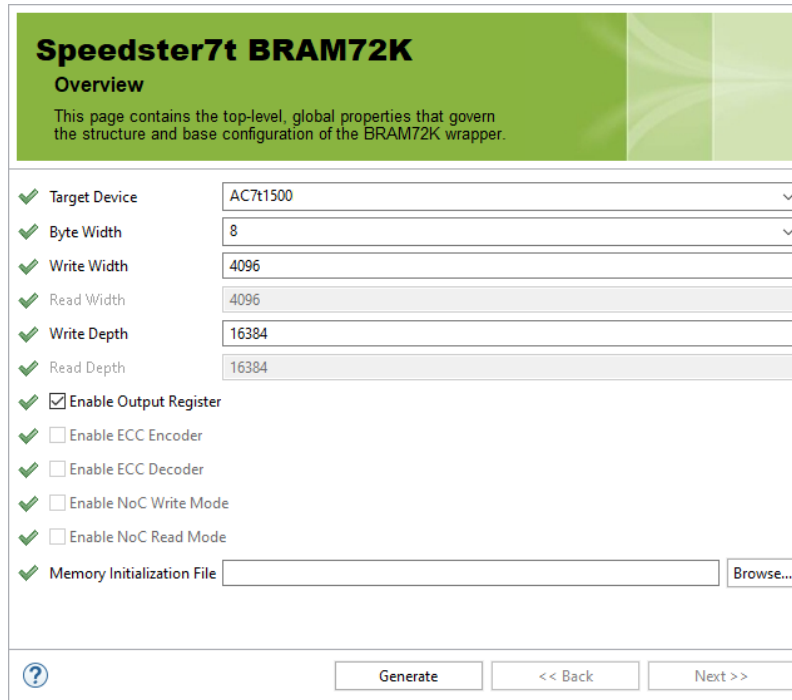 Speedster7t BRAM72K
Overview
This page contains the top-level, global properties that govern
the structure and base configuration of the BRAM72K wrapper.
Target Device AC7t1500
Byte Width 8
Write Width 4096
Read Width 4096
Write Depth 16384
Read Depth 16384
Enable Output Register
Enable ECC Encoder
Enable ECC Decoder
Enable NoC Write Mode
Enable NoC Read Mode
Memory Initialization File Browse...
? Generate << Back Next >>